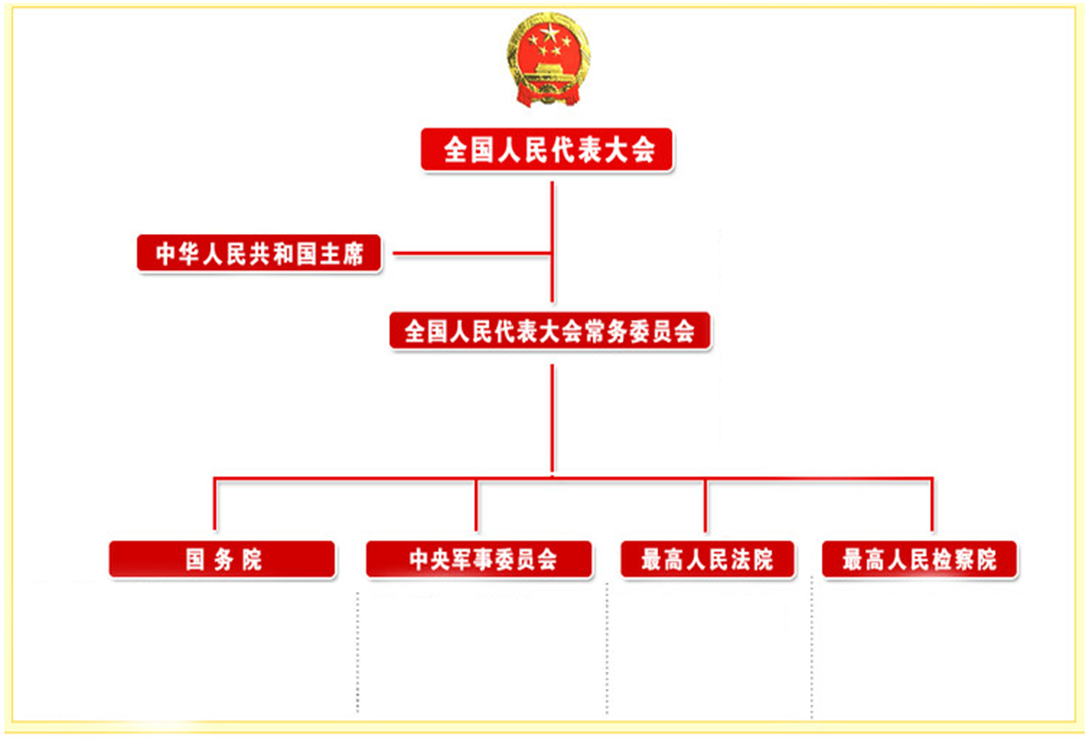 全国人民代表大会
中华人民共和国主席
全国人民代表大会常务委员会
国务院
中央军事委员会
最高人民法院
最高人民检察院